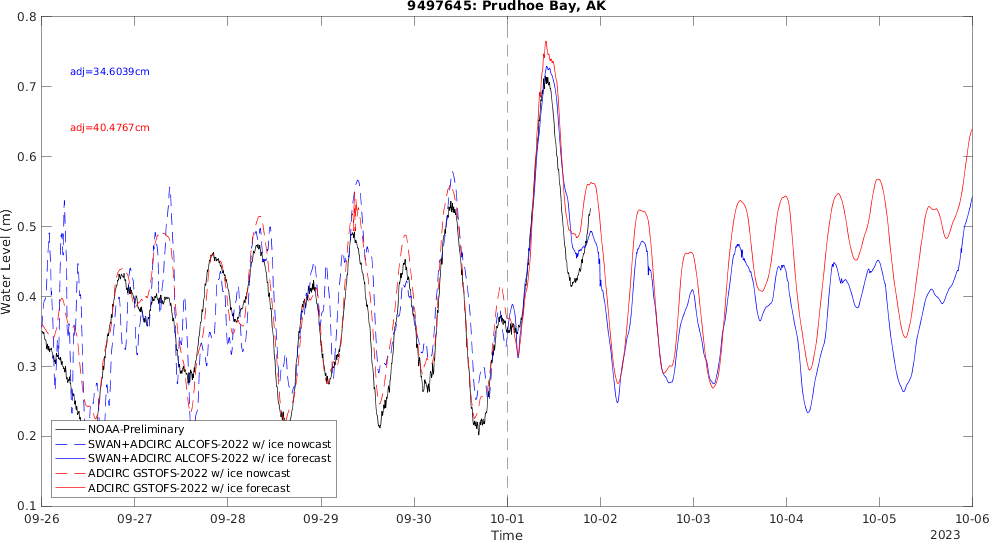 9497645: Prudhoe Bay, AK
0.8
adj=34.6039cm
0.7
adj=40.4767cm
0.6
0.5
Water Level (m)
0.4
0.3
0.2
0.1
NOAA-Preliminary
SWAN+ADCIRC ALCOFS-2022 w/ ice nowcast
SWAN+ADCIRC ALCOFS-2022 w/ ice forecast
ADCIRC GSTOFS-2022 w/ ice nowcast
ADCIRC GSTOFS-2022 w/ ice forecast
09-26 09-27 09-28 09-29 09-30 10-01 10-02 10-03 10-04 10-05 10-06
Time
2023